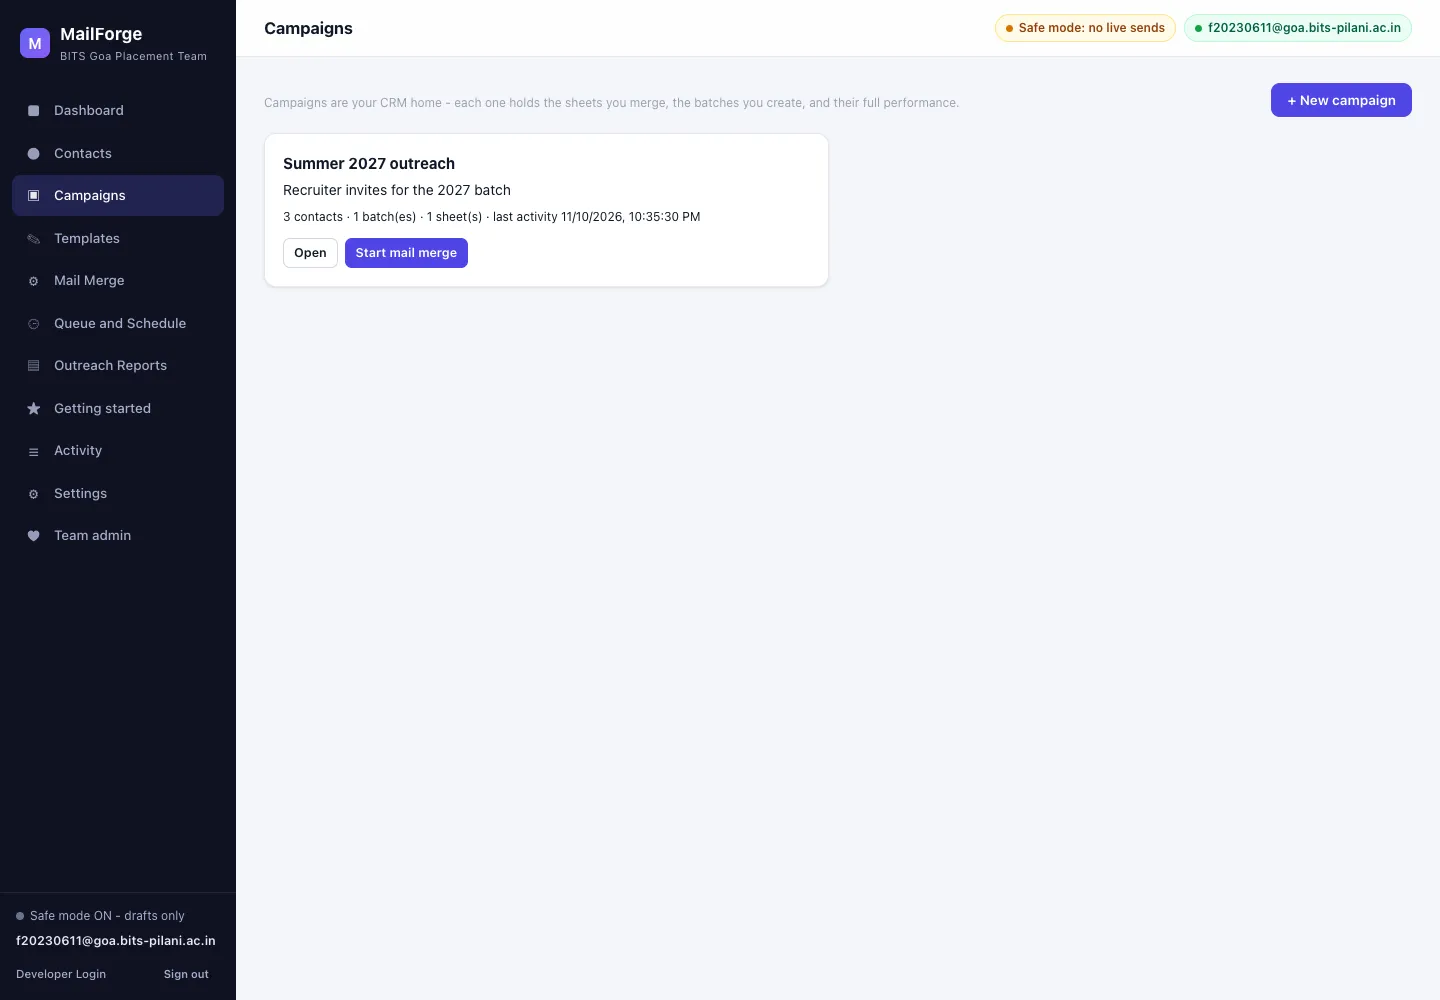 M
MailForge
BITS Goa Placement Team
Dashboard
Contacts
Campaigns
Templates
Mail Merge
Queue and Schedule
Outreach Reports
Getting started
Activity
Settings
Team admin
Safe mode ON - drafts only
f20230611@goa.bits-pilani.ac.in
Developer Login Sign out
Campaigns
Safe mode: no live sends
f20230611@goa.bits-pilani.ac.in
Campaigns are your CRM home - each one holds the sheets you merge, the batches you create, and their full performance.
+ New campaign
Summer 2027 outreach
Recruiter invites for the 2027 batch
3 contacts · 1 batch(es) · 1 sheet(s) · last activity 11/10/2026, 10:35:30 PM
Open Start mail merge